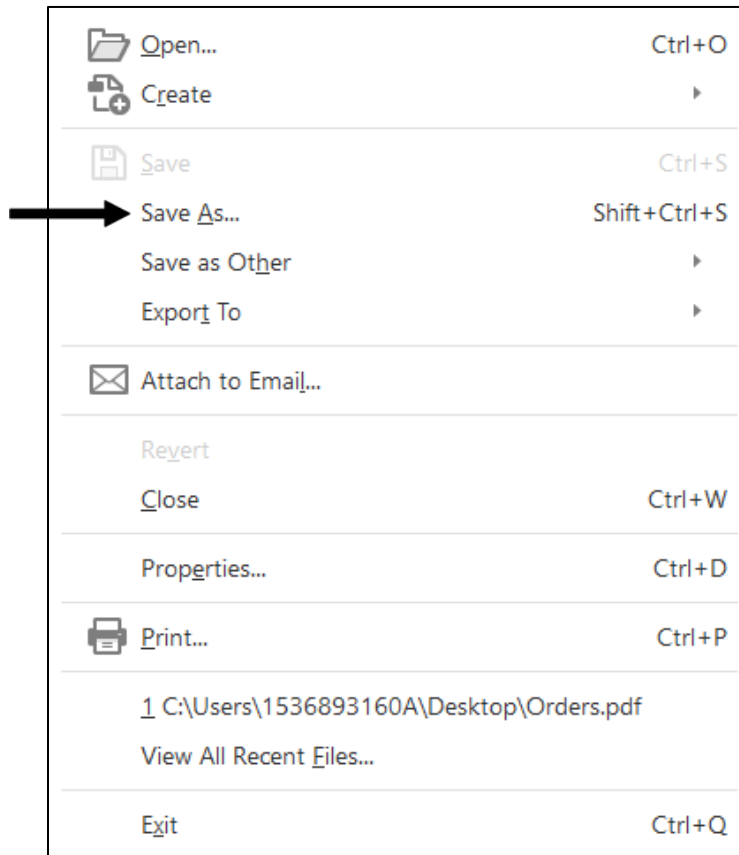 Open... Ctrl+O
Create
Save Ctrl+S
Save As... Shift+Ctrl+S
Save as Other
Export To
Attach to Email...
Revert
Close Ctrl+W
Properties... Ctrl+D
Print... Ctrl+P
1 C:\Users\1536893160A\Desktop\Orders.pdf
View All Recent Files...
Exit Ctrl+Q